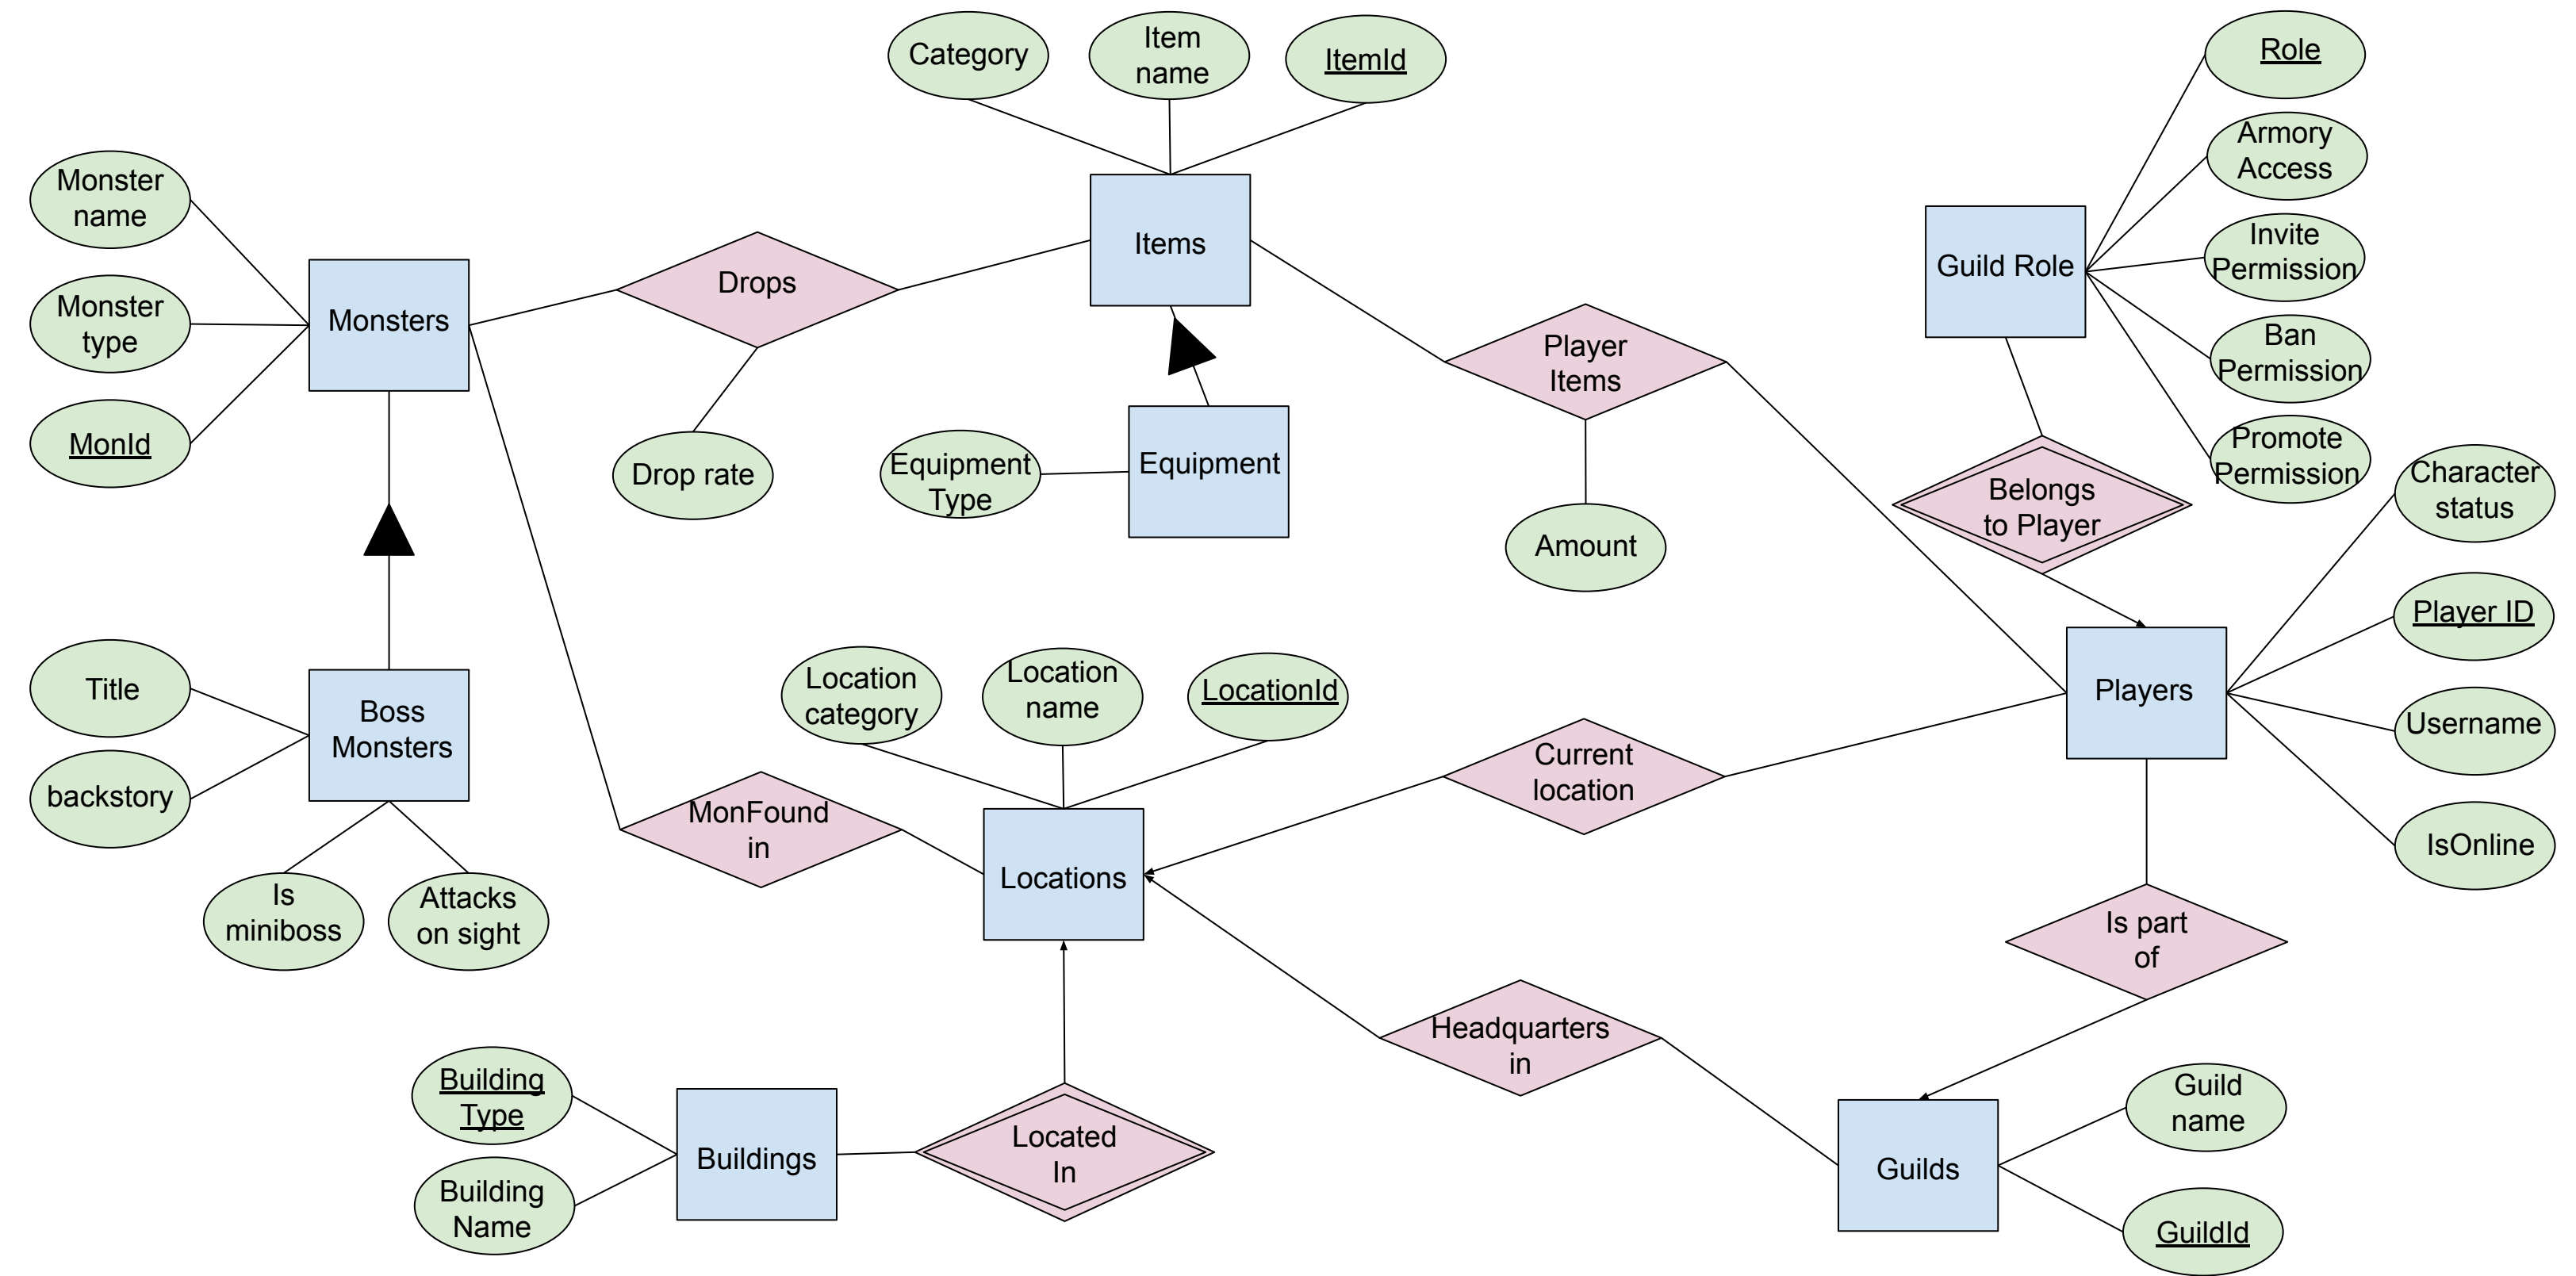 Category
Item
name
ItemId
Role
Armory
Access
Monster
name
Invite
Permission
Items
Guild Role
Drops
Monster
type
Monsters
Player
Items
Ban
Permission
MonId
Drop rate
Equipment
Type
Equipment
Promote
Permission
Character
status
Belongs
to Player
Amount
Player ID
Title
Boss
Monsters
Location
category
Location
name
LocationId
Players
Username
backstory
MonFound
in
Current
location
IsOnline
Is
miniboss
Attacks
on sight
Locations
Is part
of
Headquarters
in
Building
Type
Buildings
Located
In
Guild
name
Guilds
Building
Name
GuildId